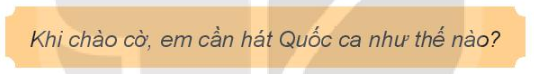 Khi chào cờ, em cần hát Quốc ca như thế nào?